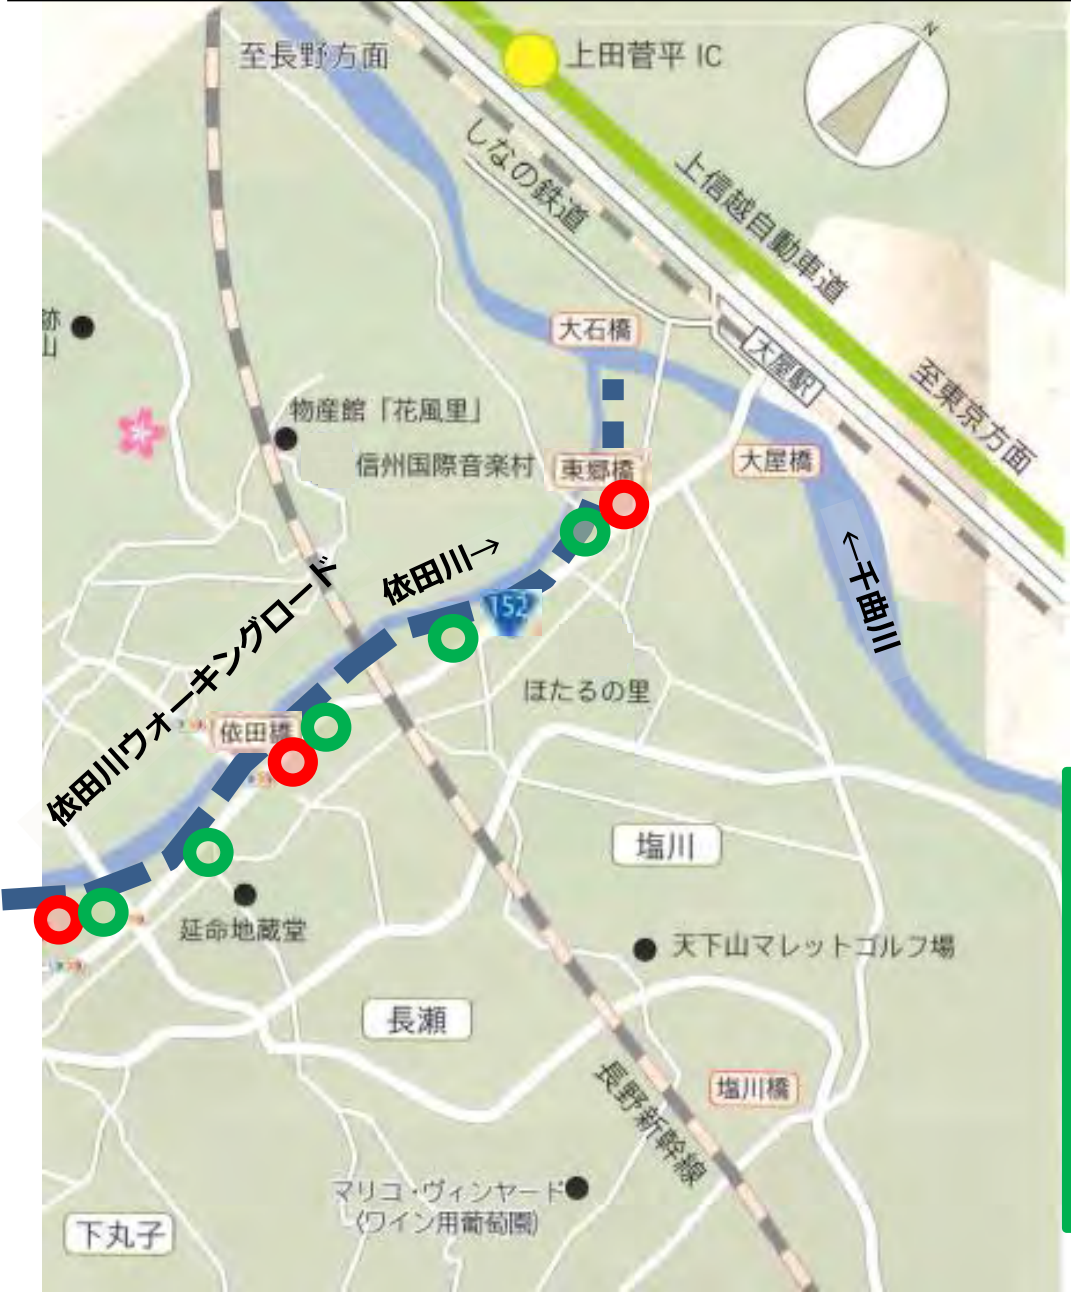 N
至長野方面
上田菅平 IC
しなの鉄道
上信越自動車道
跡
山
大石橋
大屋駅
至東京方面
物産館「花風里」
信州国際音楽村
東郷橋
大屋橋
依田川→
←千曲川
152
依田川ウォーキングロード
ほたるの里
依田橋
塩川
延命地蔵堂
天下山マレットゴルフ場
長瀬
長野新幹線
塩川橋
マリコ・ヴィンヤード
(ワイン用葡萄園)
下丸子